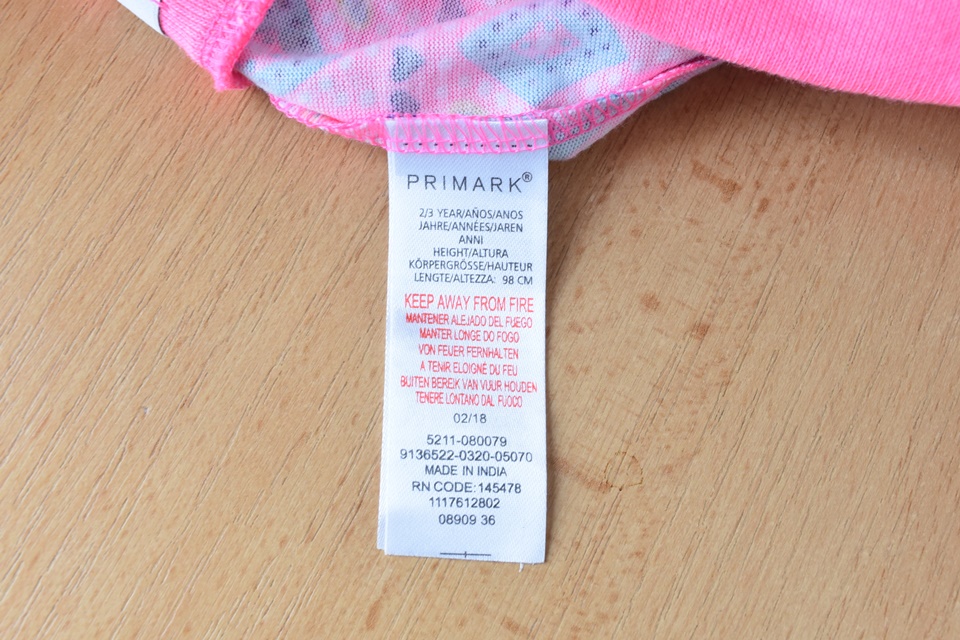 PRIMARK®
2/3 YEAR/AÑOS/ANOS
JAHRE/ANNÉES/JAREN
ANNI
HEIGHT/ALTURA
KÖRPERGRÖSSE/HAUTEUR
LENGTE/ALTEZZA: 98 CM
KEEP AWAY FROM FIRE
MANTENER ALEJADO DEL FUEGO
MANTER LONGE DO FOGO
VON FEUER FERNHALTEN
A TENIR ELOIGNÉ DU FEU
BUITEN BEREIK VAN VUUR HOUDEN
TENERE LONTANO DAL FUOCO
02/18
5211-080079
9136522-0320-05070
MADE IN INDIA
RN CODE:145478
1117612802
08909 36